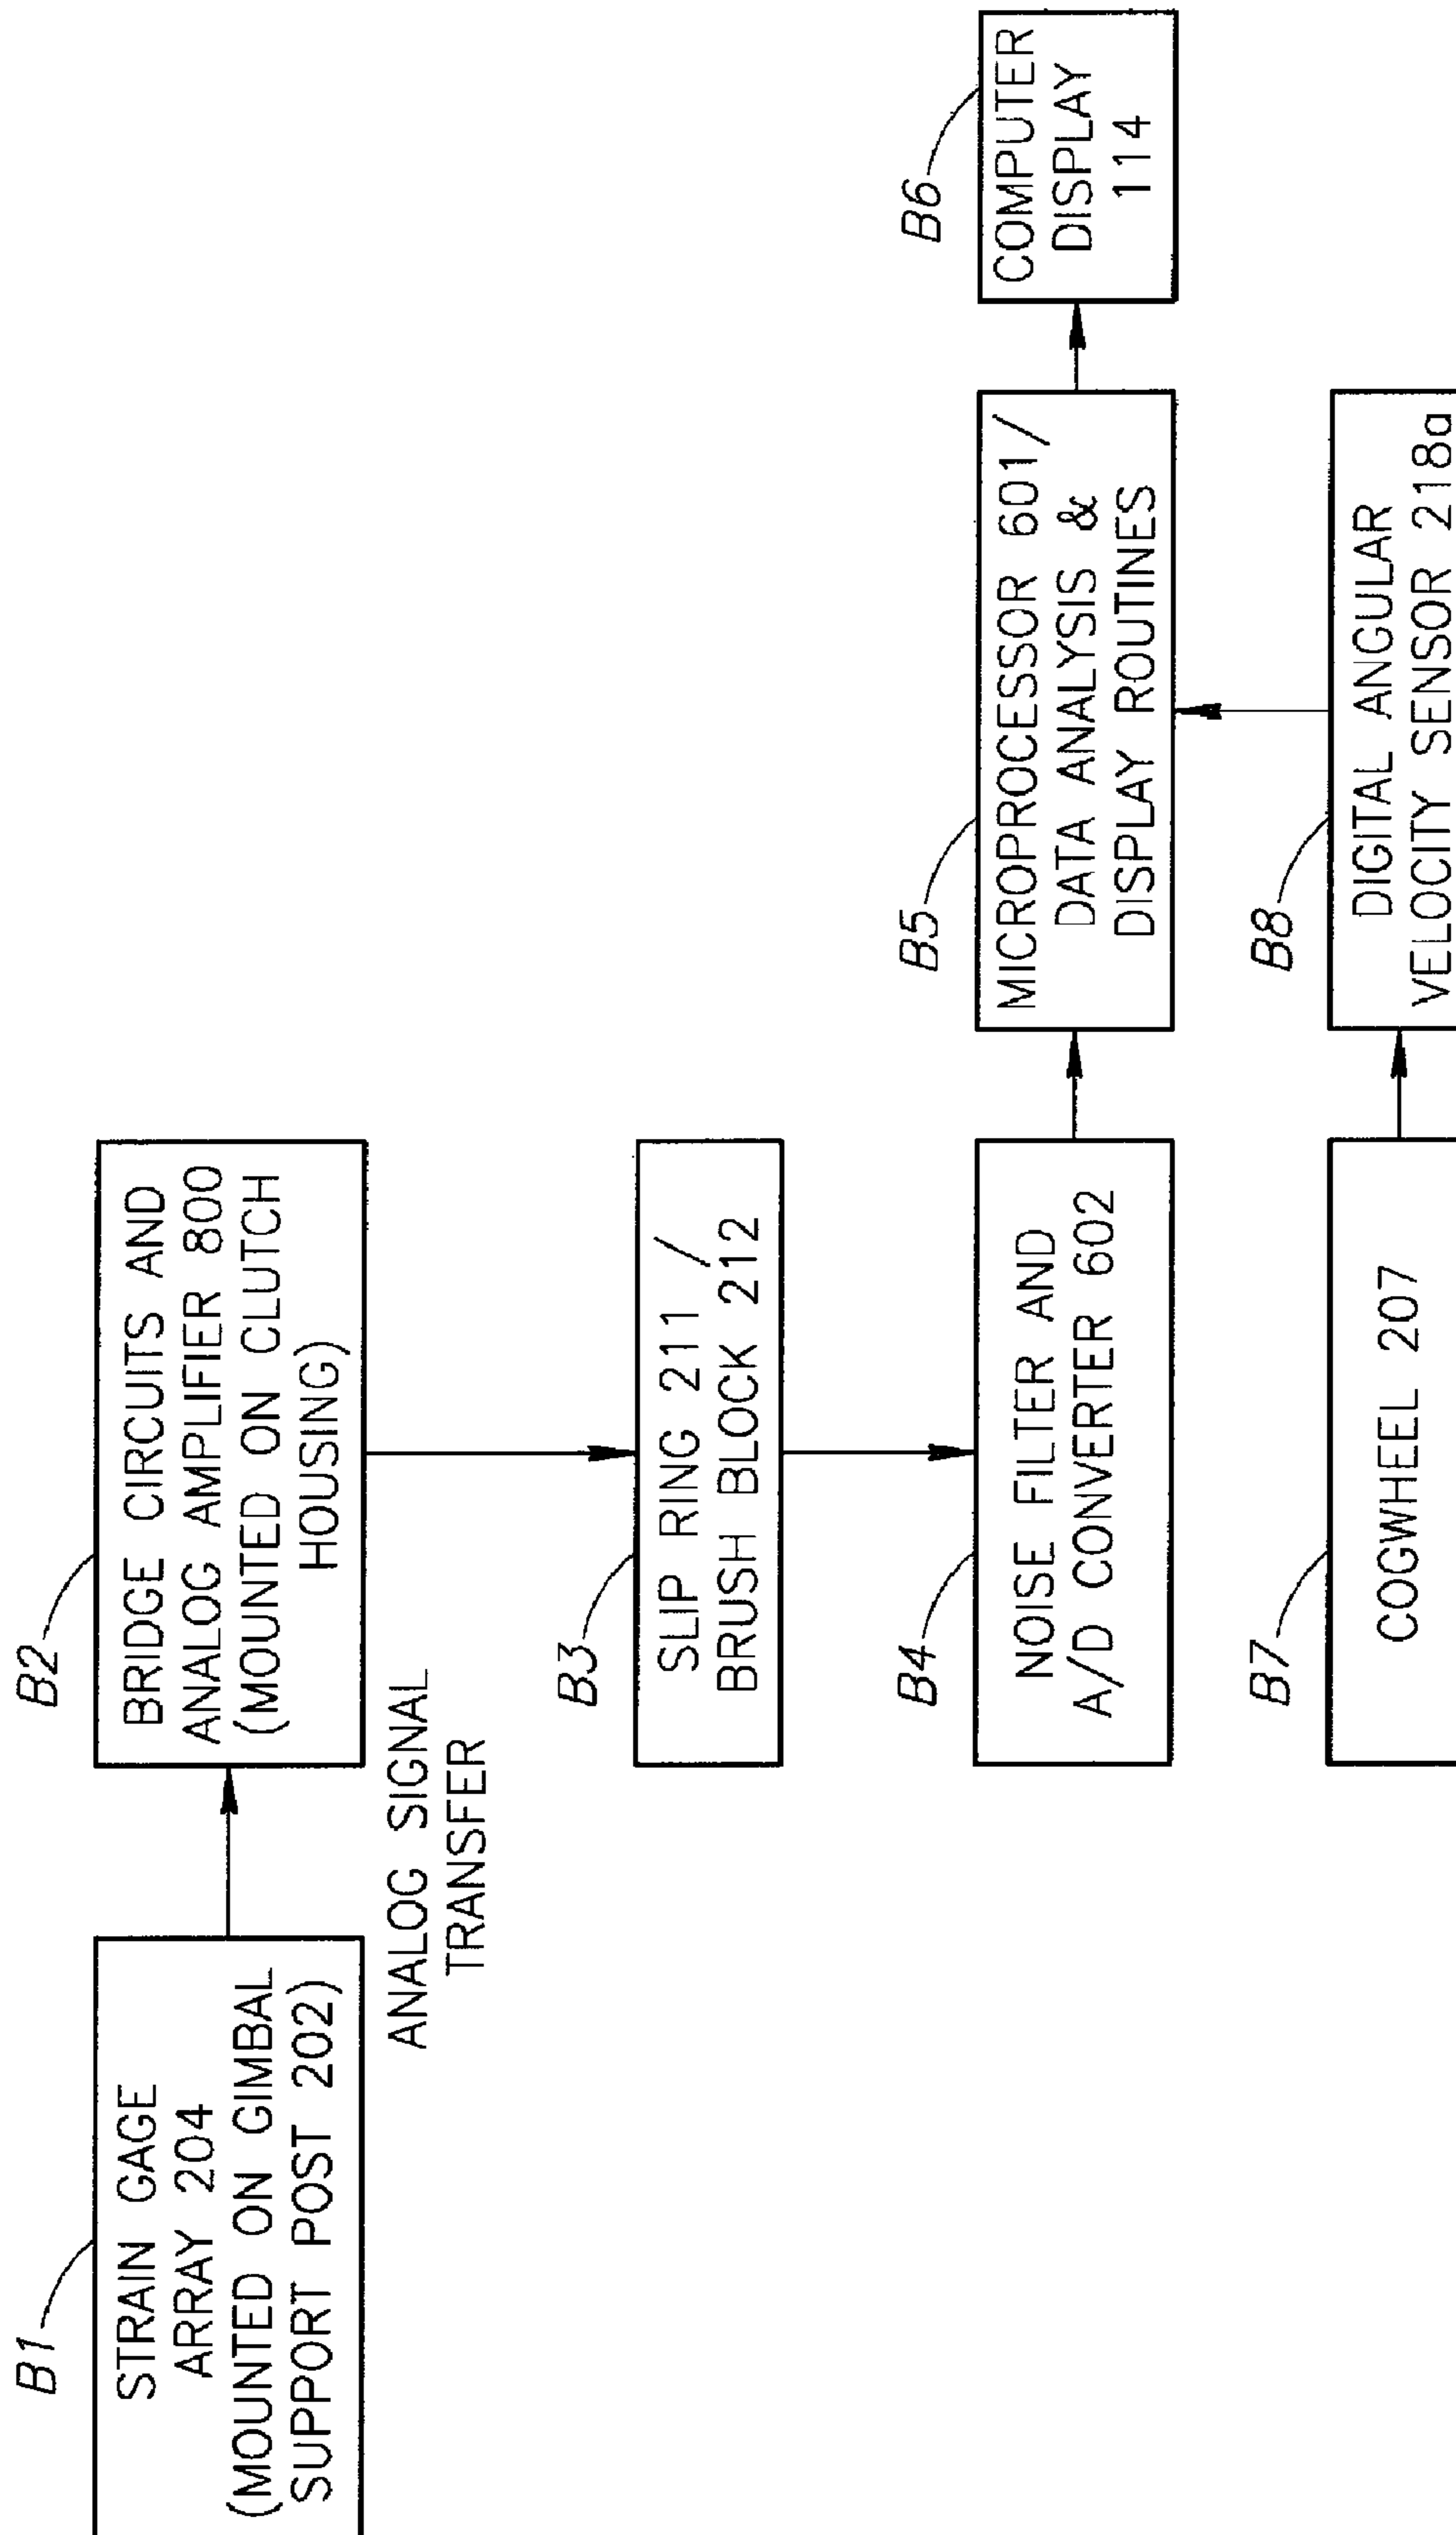 B1
STRAIN GAGE
ARRAY 204
(MOUNTED ON GIMBAL
SUPPORT POST 202)
B2
BRIDGE CIRCUITS AND
ANALOG AMPLIFIER 800
(MOUNTED ON CLUTCH
HOUSING)
ANALOG SIGNAL
TRANSFER
B3
SLIP RING 211 /
BRUSH BLOCK 212
B4
NOISE FILTER AND
A/D CONVERTER 602
B5
MICROPROCESSOR 601/
DATA ANALYSIS &
DISPLAY ROUTINES
B6
COMPUTER
DISPLAY
114
B7
COGWHEEL 207
B8
DIGITAL ANGULAR
VELOCITY SENSOR 218a